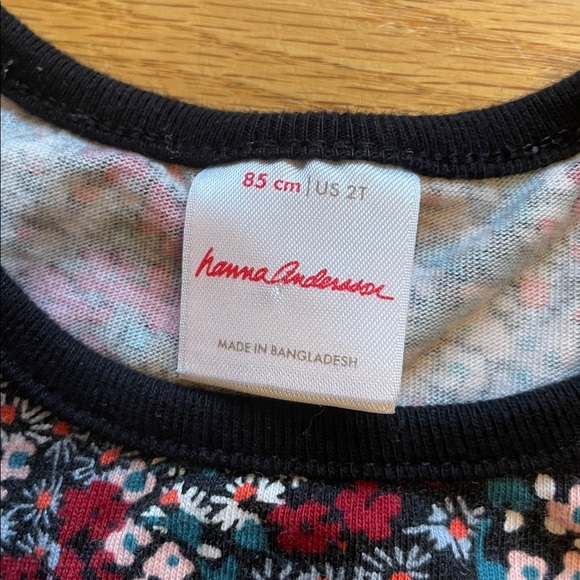 85 cm | US 2T
hanna andersson
MADE IN BANGLADESH